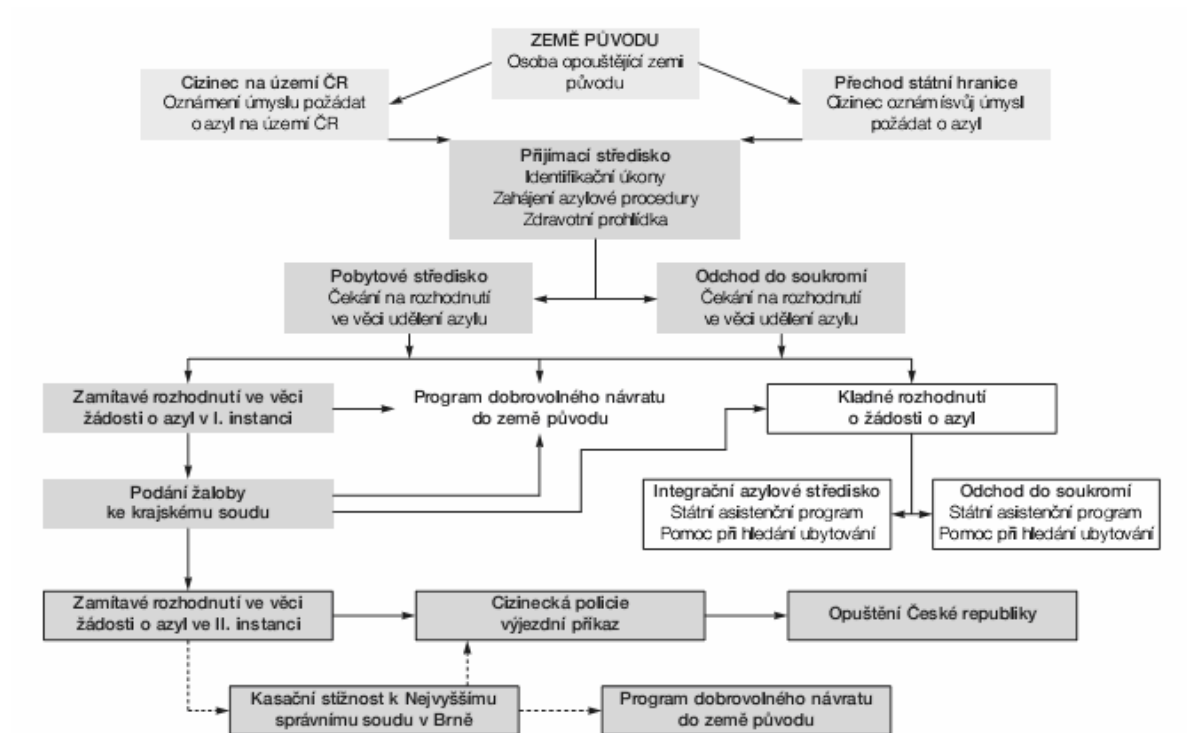 ZEMĚ PŮVODU
Osoba opouštějící zemi
původu
Cizinec na území ČR
Oznámení úmyslu požádat
o azyl na území ČR
Přechod státní hranice
Cizinec oznámísvůj úmysl
požádat o azyl
Přijímací středisko
Identifikační úkony
Zahájení azylové procedury
Zdravotní prohlídka
Pobytové středisko
Čekání na rozhodnutí
ve věci udělení azylu
Odchod do soukromí
Čekání na rozhodnutí
ve věci udělení azylu
Zamítavé rozhodnutí ve věci
žádosti o azyl v I. instanci
Program dobrovolného návratu
do země původu
Kladné rozhodnutí
o žádosti o azyl
Podání žaloby
ke krajskému soudu
Integrační azylové středisko
Státní asistenční program
Pomoc při hledání ubytování
Odchod do soukromí
Státní asistenční program
Pomoc při hledání ubytování
Zamítavé rozhodnutí ve věci
žádosti o azyl ve II. instanci
Cizinecká policie
výjezdní příkaz
Opuštění České republiky
Kasační stížnost k Nejvyššímu
správnímu soudu v Brně
Program dobrovolného návratu
do země původu